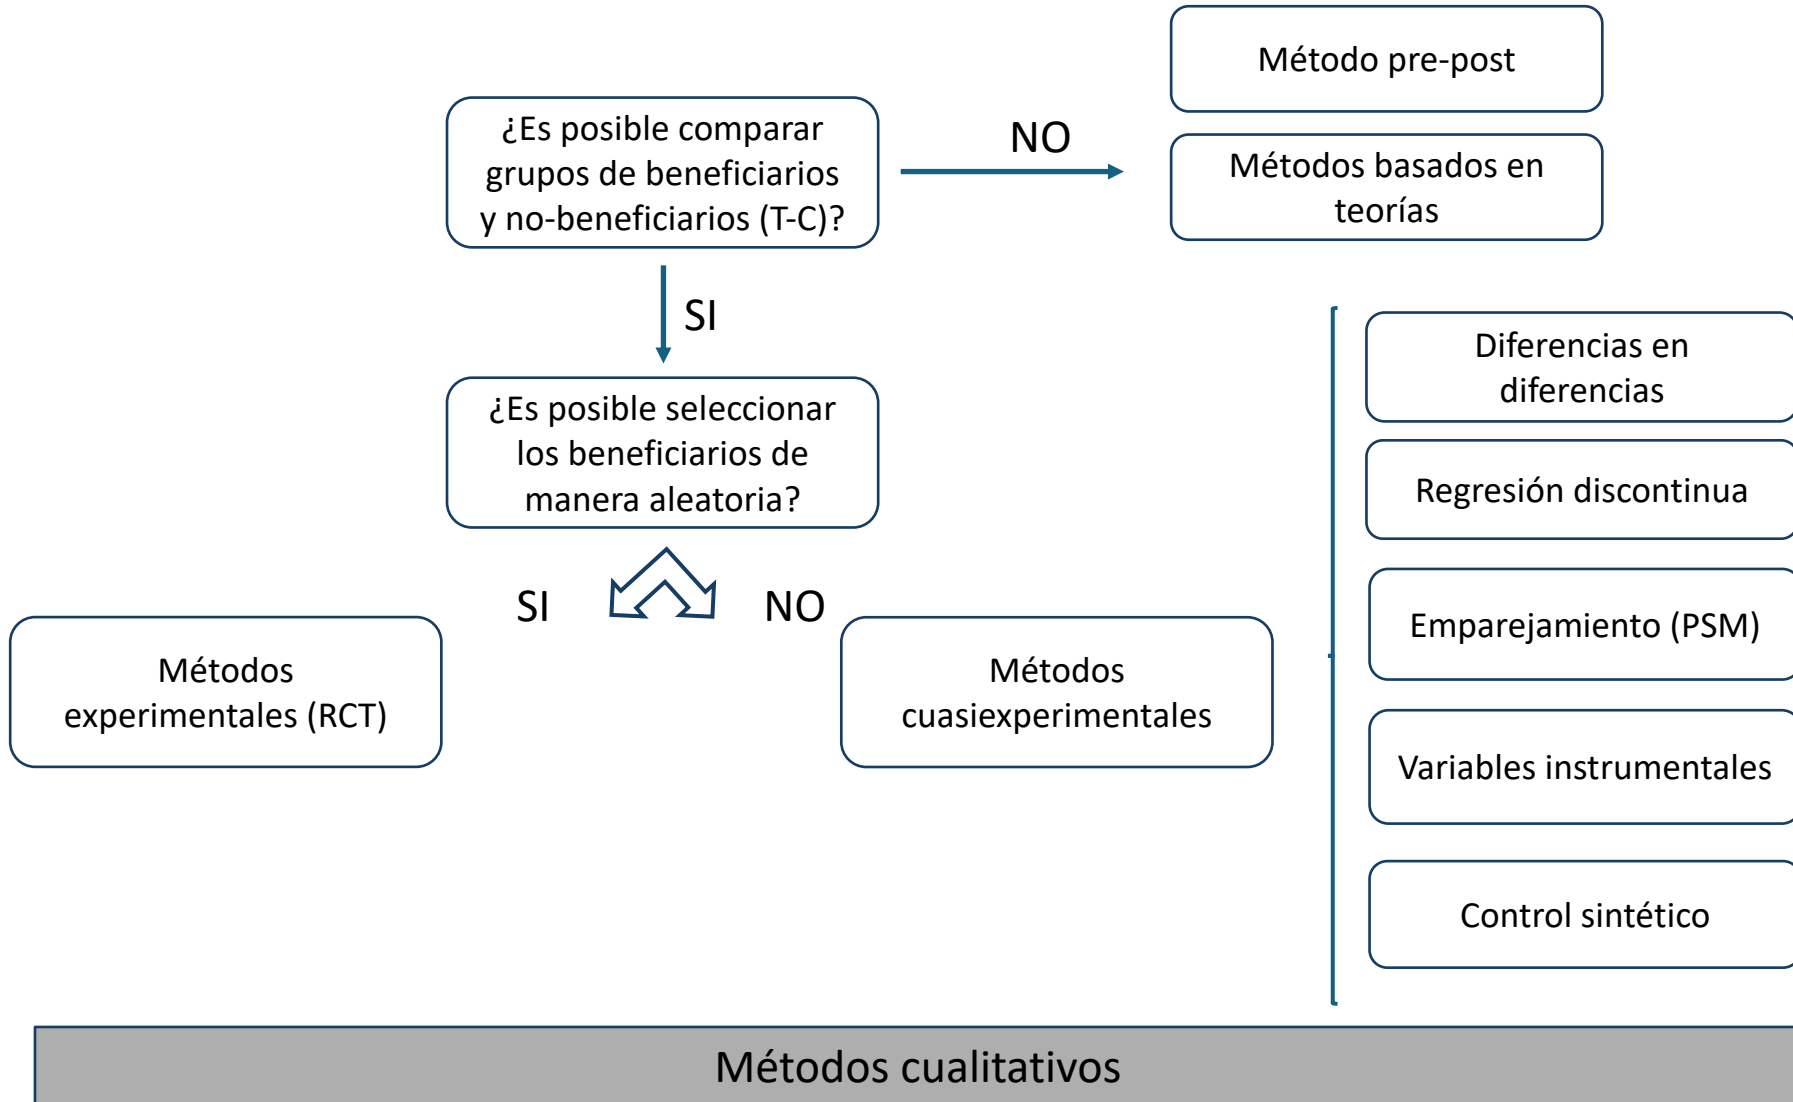 Método pre-post
¿Es posible comparar
grupos de beneficiarios
y no-beneficiarios (T-C)?
NO
Métodos basados en
teorías
SI
¿Es posible seleccionar
los beneficiarios de
manera aleatoria?
SI
NO
Métodos
experimentales (RCT)
Métodos
cuasiexperimentales
Diferencias en
diferencias
Regresión discontinua
Emparejamiento (PSM)
Variables instrumentales
Control sintético
Métodos cualitativos